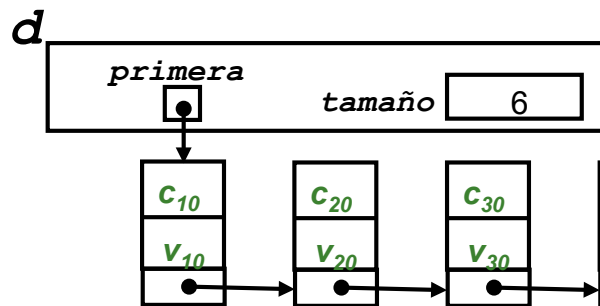 d
primera
tamaño 6
c₁₀ c₂₀ c₃₀
v₁₀ v₂₀ v₃₀